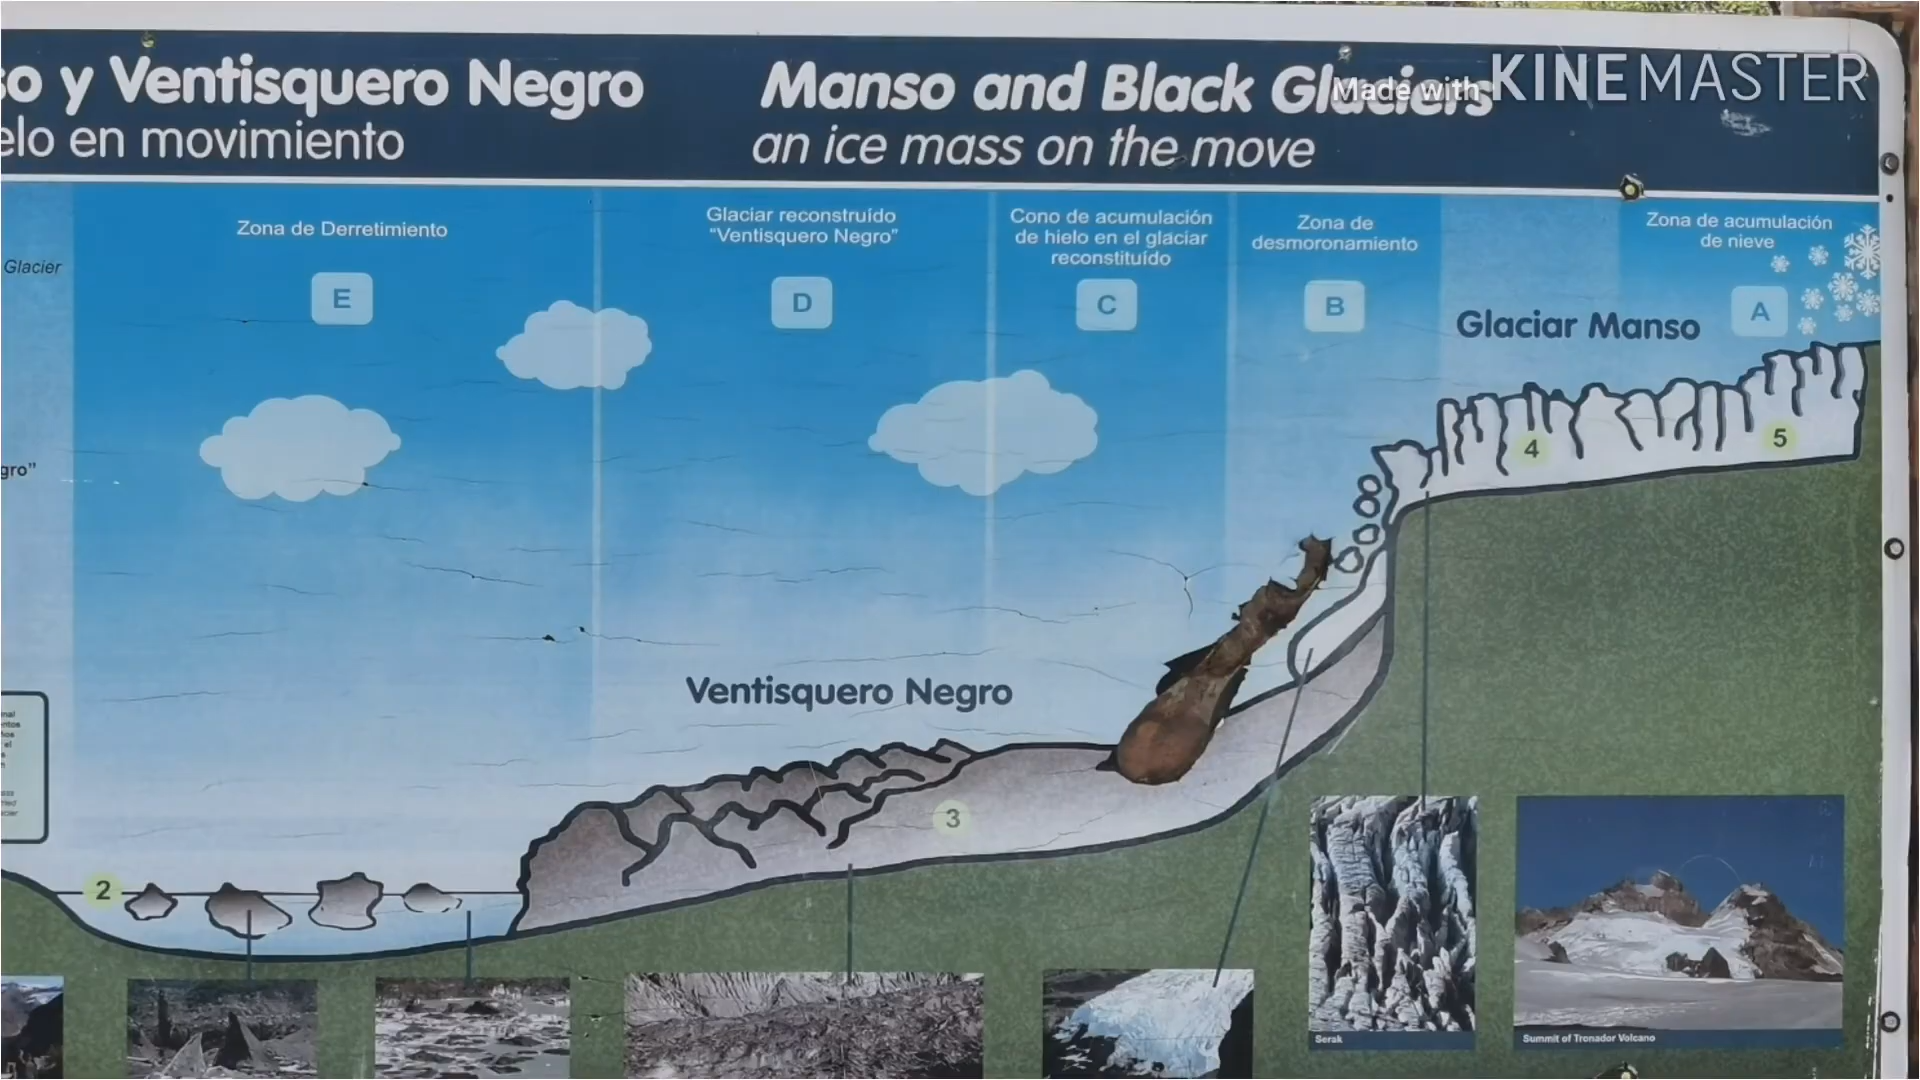 so y Ventisquero Negro
elo en movimiento
Manso and Black Glaciers
an ice mass on the move
Made with KINEMASTER
Glacier
Zona de Derretimiento
E
Glaciar reconstruído
“Ventisquero Negro”
D
Cono de acumulación
de hielo en el glaciar
reconstituído
C
Zona de
desmoronamiento
B
Zona de acumulación
de nieve
A
Glaciar Manso
4
5
gro”
Ventisquero Negro
3
2
Serak
Summit of Tronador Volcano